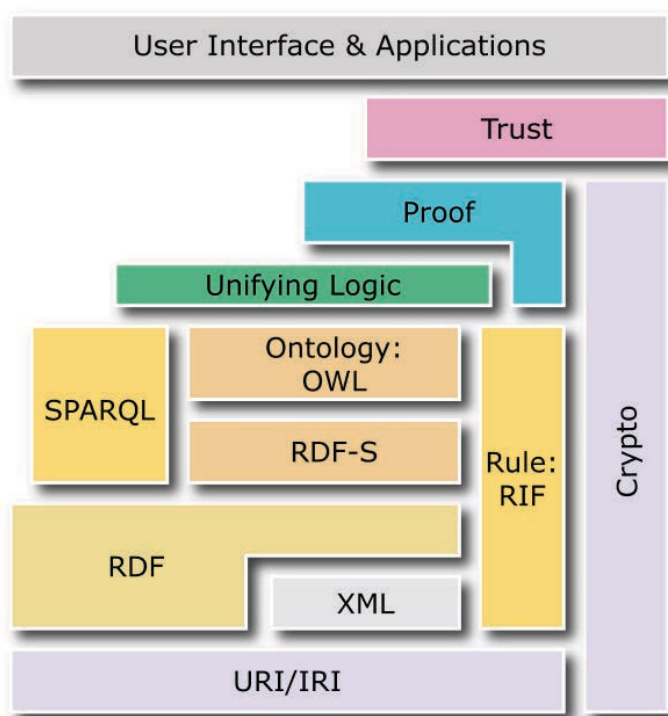 User Interface & Applications
Trust
Proof
Unifying Logic
Ontology:
OWL
SPARQL
RDF-S
Rule:
RIF
Crypto
RDF
XML
URI/IRI